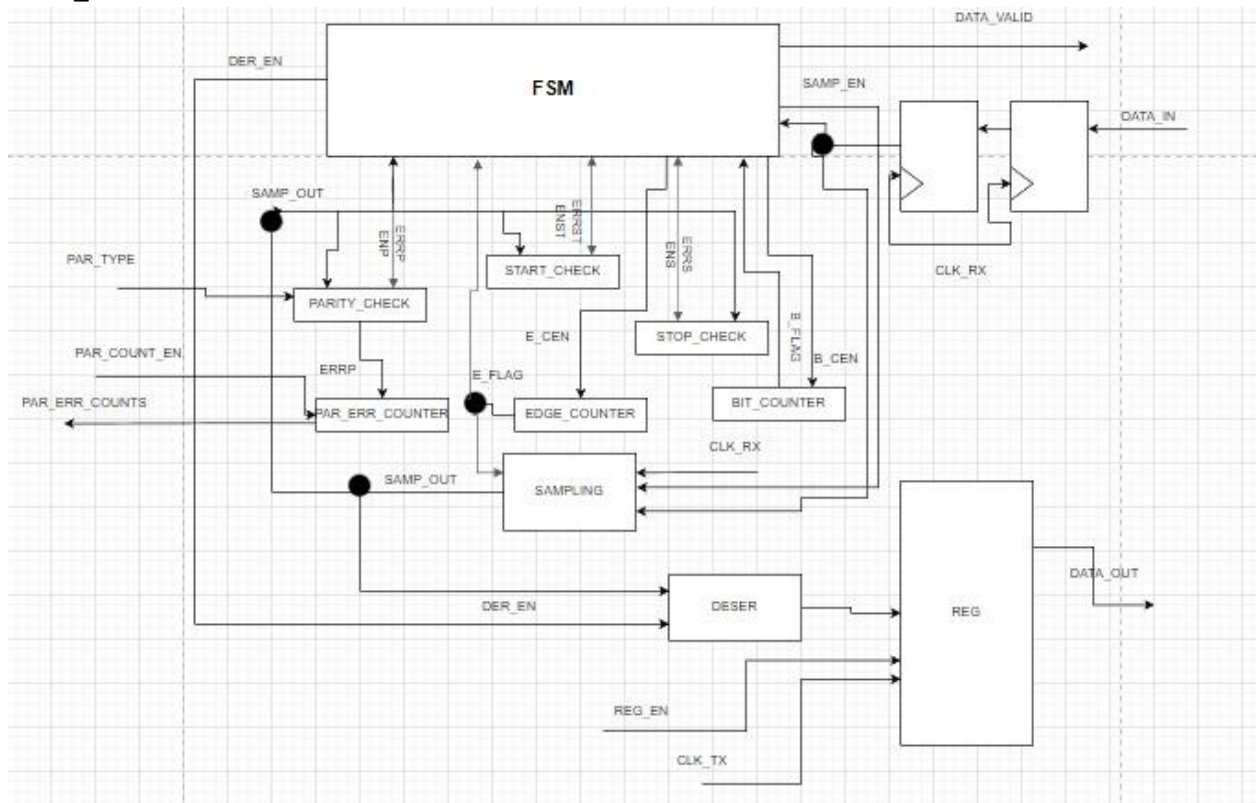 DATA_VALID
DER_EN
FSM
SAMP_EN
DATA_IN
SAMP_OUT
ERRP
ENP
ERRST
ENST
ERRS
ENS
PAR_TYPE
START_CHECK
CLK_RX
PARITY_CHECK
E_CEN
STOP_CHECK
B_FLAG
B_CEN
PAR_COUNT_EN
ERRP
E_FLAG
PAR_ERR_COUNTS
PAR_ERR_COUNTER
EDGE_COUNTER
BIT_COUNTER
CLK_RX
SAMP_OUT
SAMPLING
DATA_OUT
DER_EN
DESER
REG
REG_EN
CLK_TX